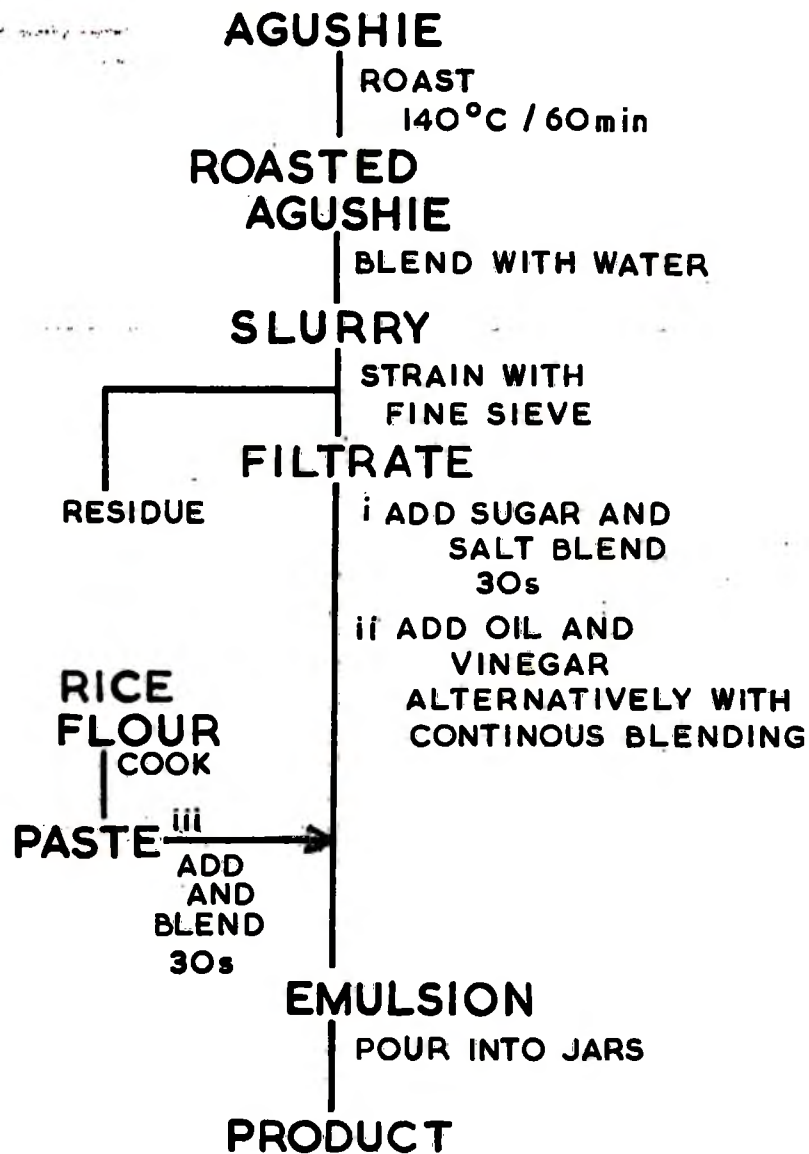 AGUSHIE
ROAST
140°C / 60min
ROASTED
AGUSHIE
BLEND WITH WATER
SLURRY
STRAIN WITH
FINE SIEVE
FILTRATE
RESIDUE
i ADD SUGAR AND
SALT BLEND
30s
ii ADD OIL AND
VINEGAR
ALTERNATIVELY WITH
CONTINOUS BLENDING
RICE
FLOUR
COOK
PASTE
iii
ADD
AND
BLEND
30s
EMULSION
POUR INTO JARS
PRODUCT